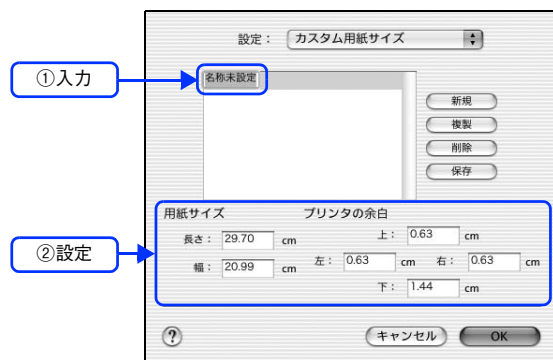 設定： カスタム用紙サイズ
①入力
名称未設定
新規
複製
削除
保存
用紙サイズ プリンタの余白
長さ： 29.70 cm 上： 0.63 cm
②設定
幅： 20.99 cm 左： 0.63 cm 右： 0.63 cm
下： 1.44 cm
? キャンセル OK